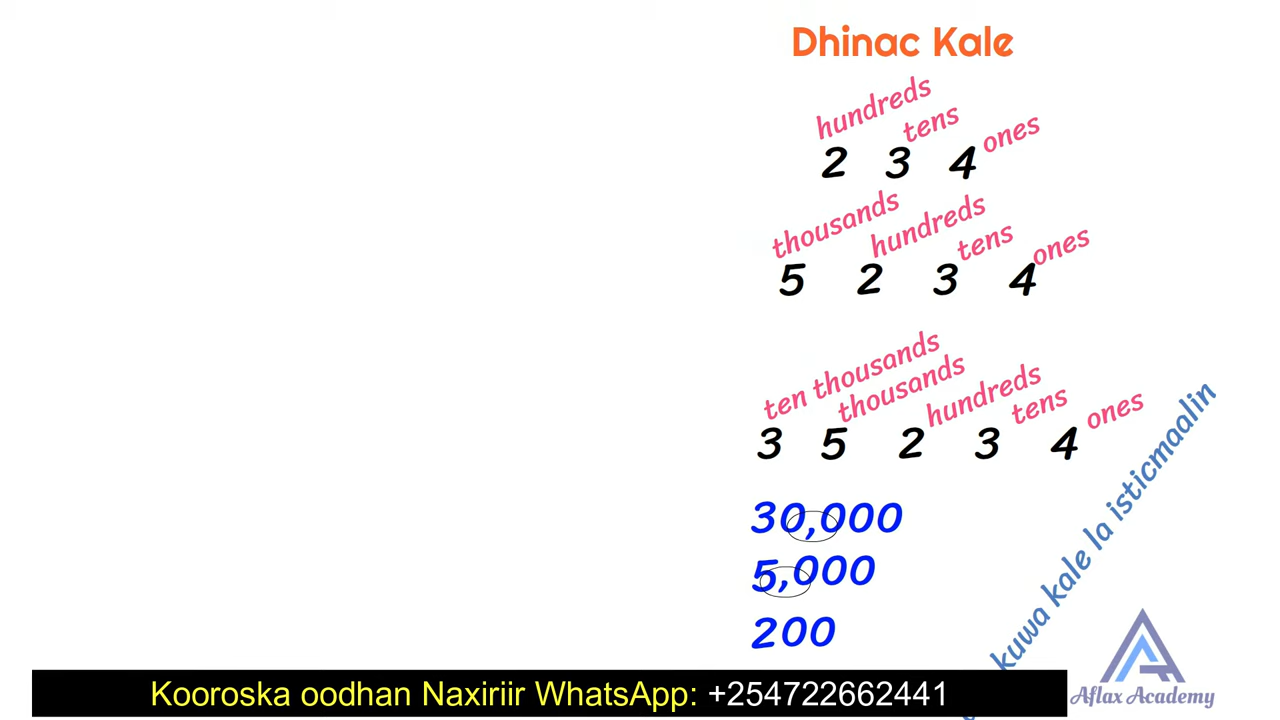 Dhinac Kale
hundreds tens ones
2 3 4
thousands hundreds tens ones
5 2 3 4
ten thousands thousands hundreds tens ones
3 5 2 3 4
30,000
5,000
200
kuwa kale la isticmaalin
Aflax Academy
Kooroska oodhan Naxiriir WhatsApp: +254722662441